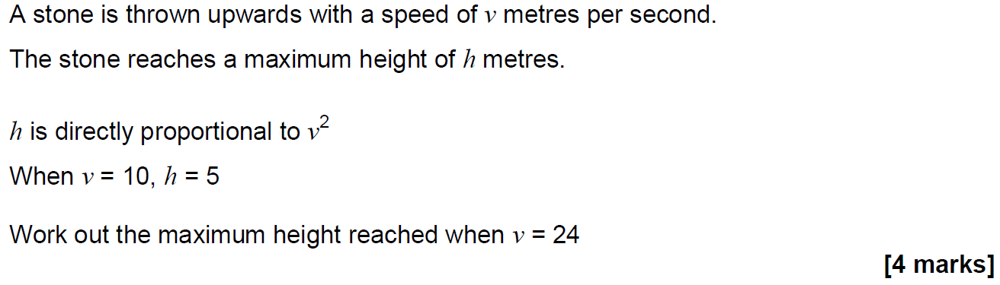 A stone is thrown upwards with a speed of v metres per second.
The stone reaches a maximum height of h metres.
h is directly proportional to v²
When v = 10, h = 5
Work out the maximum height reached when v = 24
[4 marks]